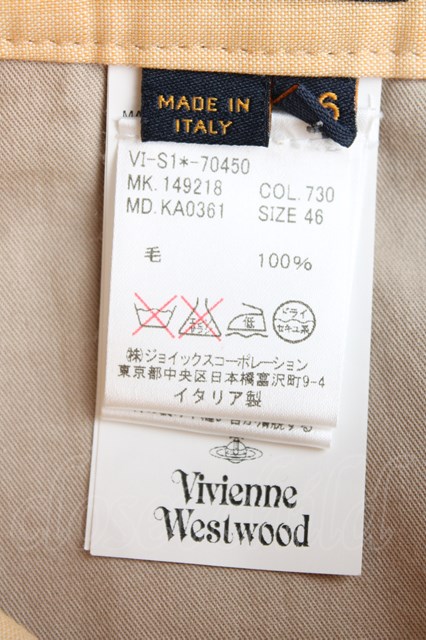 MADE IN
ITALY
S
VI-S1*-70450
MK. 149218 COL. 730
MD. KA0361 SIZE 46
毛 100%
低
ドライ
セキユ系
㈱ジョイックスコーポレーション
東京都中央区日本橋富沢町9-4
イタリア製
Vivienne
Westwood